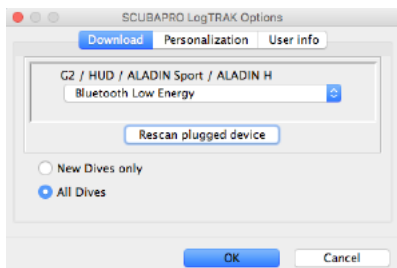 SCUBAPRO LogTRAK Options
Download Personalization User info
G2 / HUD / ALADIN Sport / ALADIN H
Bluetooth Low Energy
Rescan plugged device
New Dives only
All Dives
OK Cancel